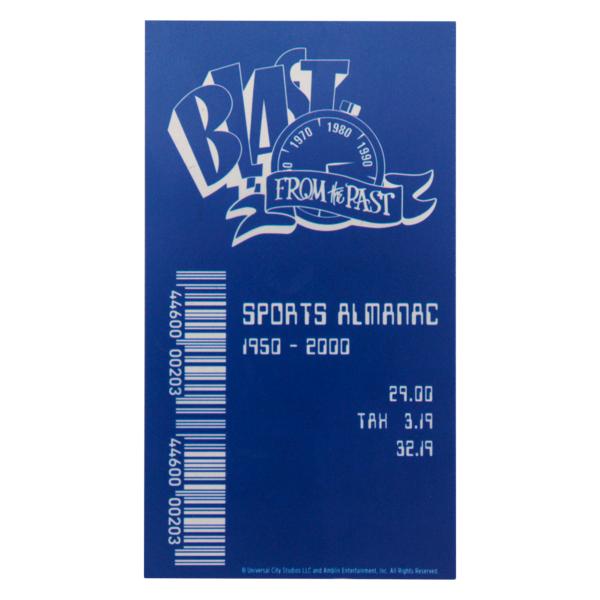 BLAST
1970 1980 1990
FROM the PAST
44600 00203
44600 00203
SPORTS ALMANAC
1950 - 2000
29.00
TAX 3.19
32.19
© Universal City Studios LLC and Amblin Entertainment, Inc. All Rights Reserved.